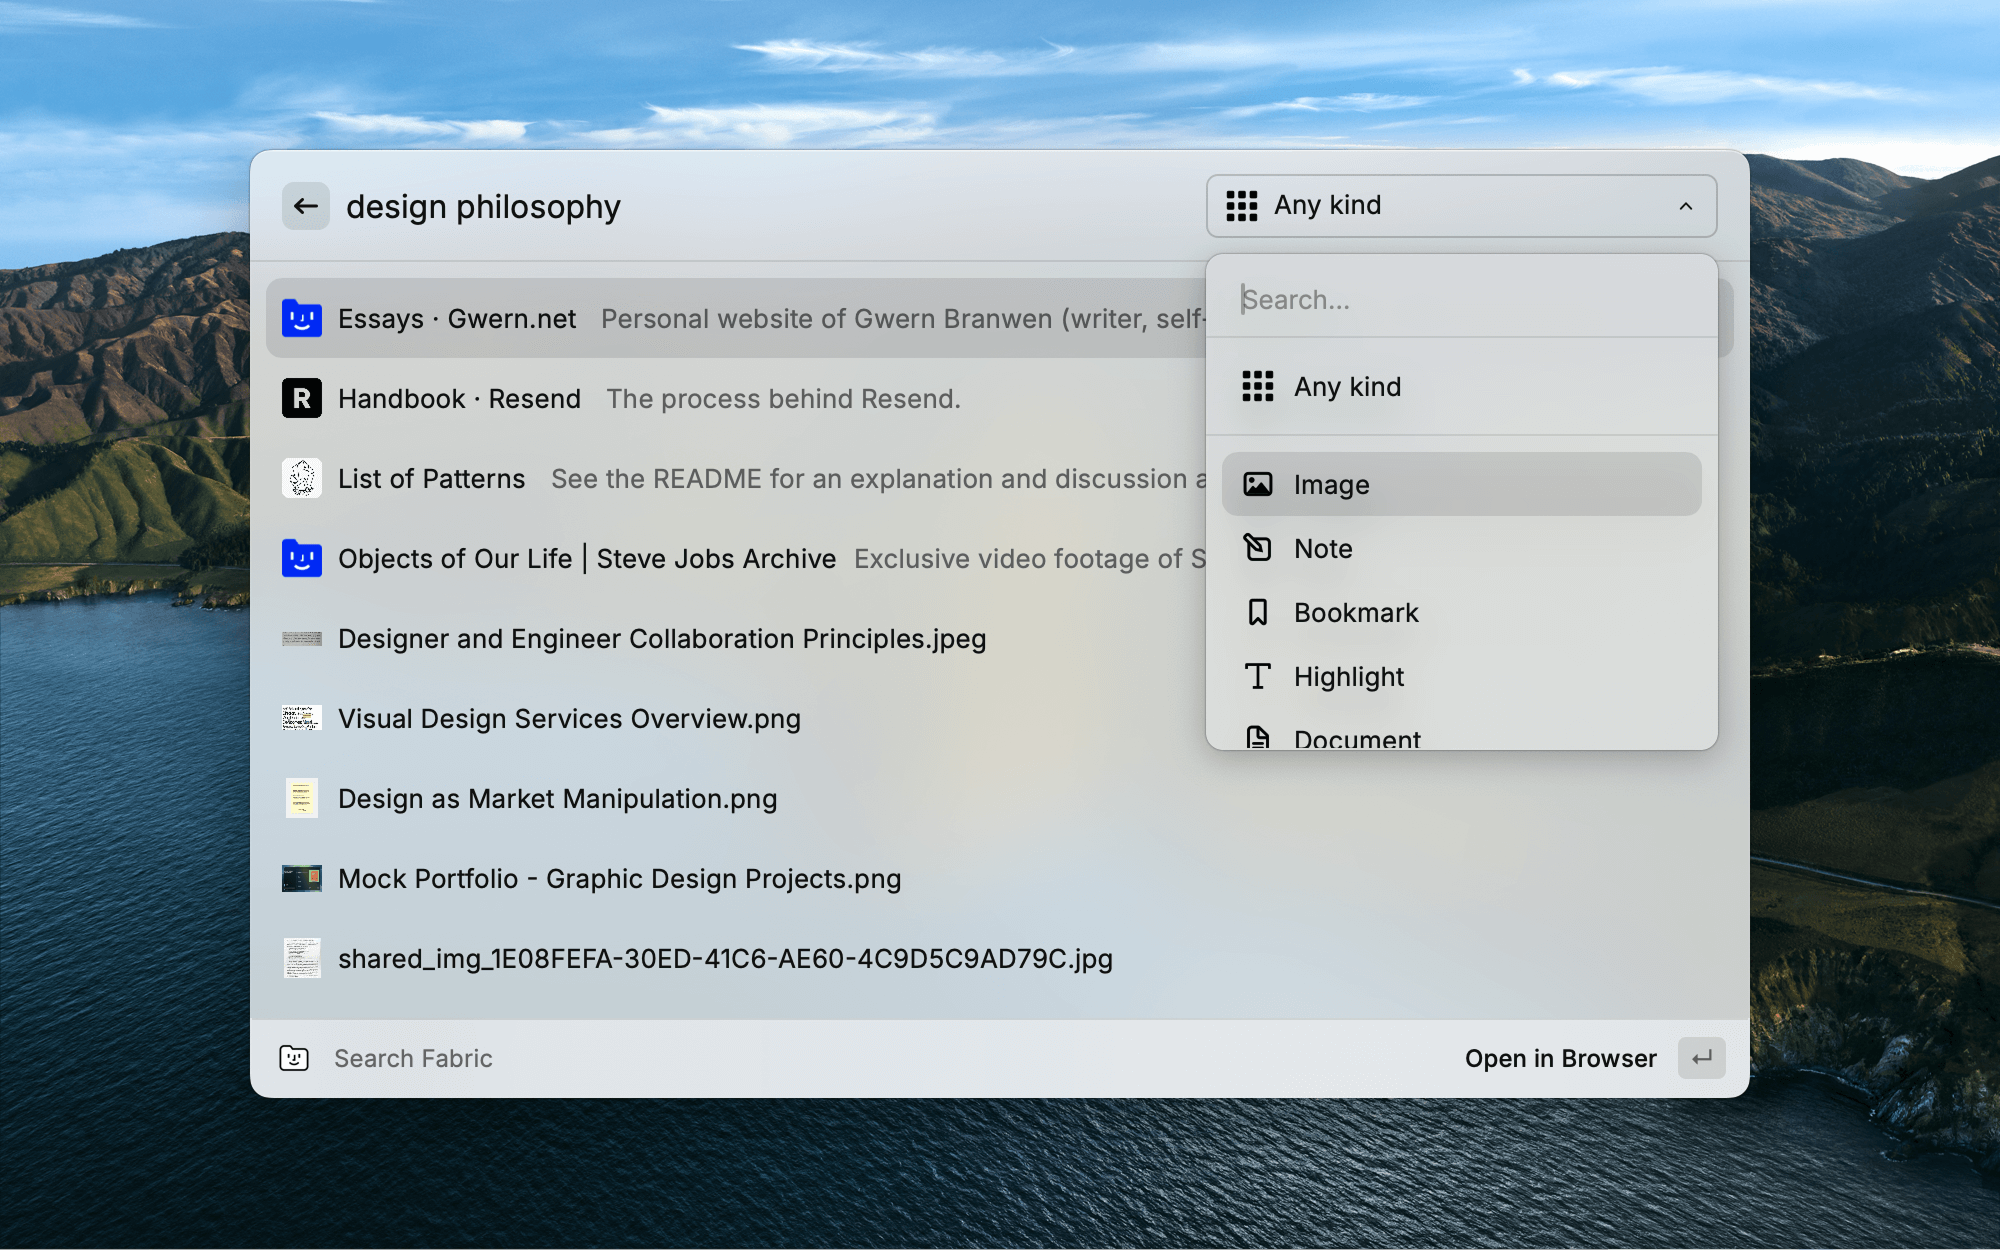 design philosophy
Any kind
Search...
Any kind
Image
Note
Bookmark
Highlight
Document
Essays · Gwern.net Personal website of Gwern Branwen (writer, self-
R Handbook · Resend The process behind Resend.
List of Patterns See the README for an explanation and discussion a
Objects of Our Life | Steve Jobs Archive Exclusive video footage of S
Designer and Engineer Collaboration Principles.jpeg
Visual Design Services Overview.png
Design as Market Manipulation.png
Mock Portfolio - Graphic Design Projects.png
shared_img_1E08FEFA-30ED-41C6-AE60-4C9D5C9AD79C.jpg
Search Fabric
Open in Browser